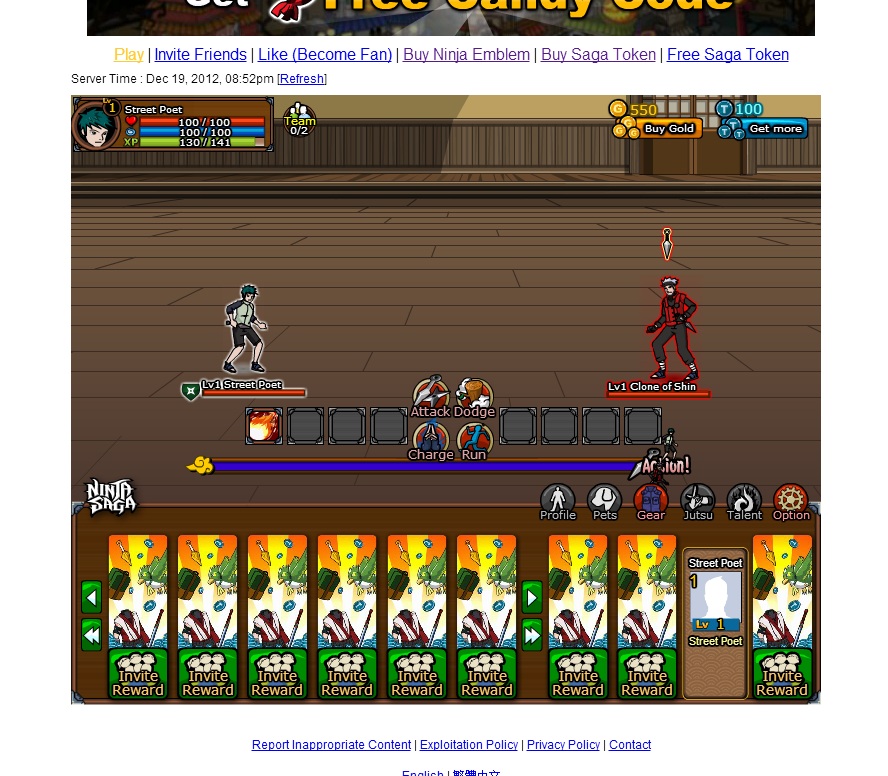 Get Free Candy Code
Play | Invite Friends | Like (Become Fan) | Buy Ninja Emblem | Buy Saga Token | Free Saga Token
Server Time : Dec 19, 2012, 08:52pm [Refresh]
Lv 1 Street Poet
100 / 100
100 / 100
XP 130 / 141
Team
0/2
G 550
T 100
Buy Gold
Get more
Lv1 Street Poet
Lv1 Clone of Shin
Attack Dodge
Charge Run
Action!
NINJA
SAGA
Profile Pets Gear Jutsu Talent Option
Street Poet
1
Lv 1
Street Poet
Invite Reward
Invite Reward
Invite Reward
Invite Reward
Invite Reward
Invite Reward
Invite Reward
Invite Reward
Invite Reward
Report Inappropriate Content | Exploitation Policy | Privacy Policy | Contact
English | 繁體中文